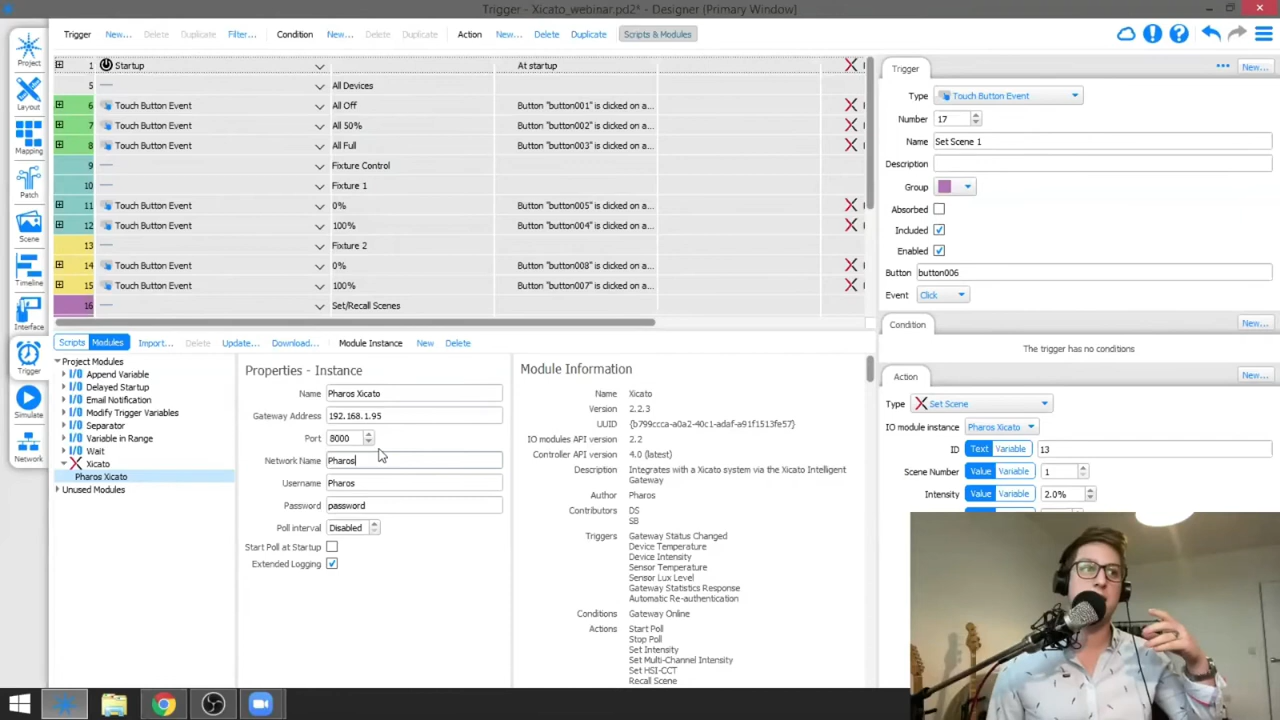 Trigger - Xicato_webinar.pd2* - Designer (Primary Window)
Trigger New... Delete Duplicate Filter... Condition New... Delete Duplicate Action New... Delete Duplicate Scripts & Modules
Project
Layout
Mapping
Patch
Scene
Timeline
Interface
Trigger
Simulate
Network
1 Startup At startup
5 All Devices
6 Touch Button Event All Off Button "button001" is clicked on a...
7 Touch Button Event All 50% Button "button002" is clicked on a...
8 Touch Button Event All Full Button "button003" is clicked on a...
9 Fixture Control
10 Fixture 1
11 Touch Button Event 0% Button "button005" is clicked on a...
12 Touch Button Event 100% Button "button004" is clicked on a...
13 Fixture 2
14 Touch Button Event 0% Button "button008" is clicked on a...
15 Touch Button Event 100% Button "button007" is clicked on a...
16 Set/Recall Scenes
Scripts Modules Import... Delete Update... Download... Module Instance New Delete
Project Modules
I/O Append Variable
I/O Delayed Startup
I/O Email Notification
I/O Modify Trigger Variables
I/O Separator
I/O Variable in Range
I/O Wait
Xicato
Pharos Xicato
Unused Modules
Properties - Instance
Name Pharos Xicato
Gateway Address 192.168.1.95
Port 8000
Network Name Pharos
Username Pharos
Password password
Poll interval Disabled
Start Poll at Startup
Extended Logging
Module Information
Name Xicato
Version 2.2.3
UUID {b799ccca-a0a2-40c1-adaf-a91f1513fe57}
IO modules API version 2.2
Controller API version 4.0 (latest)
Description Integrates with a Xicato system via the Xicato Intelligent
Gateway
Author Pharos
Contributors DS
SB
Triggers Gateway Status Changed
Device Temperature
Device Intensity
Sensor Temperature
Sensor Lux Level
Gateway Statistics Response
Automatic Re-authentication
Conditions Gateway Online
Actions Start Poll
Stop Poll
Set Intensity
Set Multi-Channel Intensity
Set HSI-CCT
Recall Scene
Trigger New...
Type Touch Button Event
Number 17
Name Set Scene 1
Description
Group
Absorbed
Included
Enabled
Button button006
Event Click
Condition New...
The trigger has no conditions
Action New...
Type Set Scene
IO module instance Pharos Xicato
ID Text Variable 13
Scene Number Value Variable 1
Intensity Value Variable 2.0%